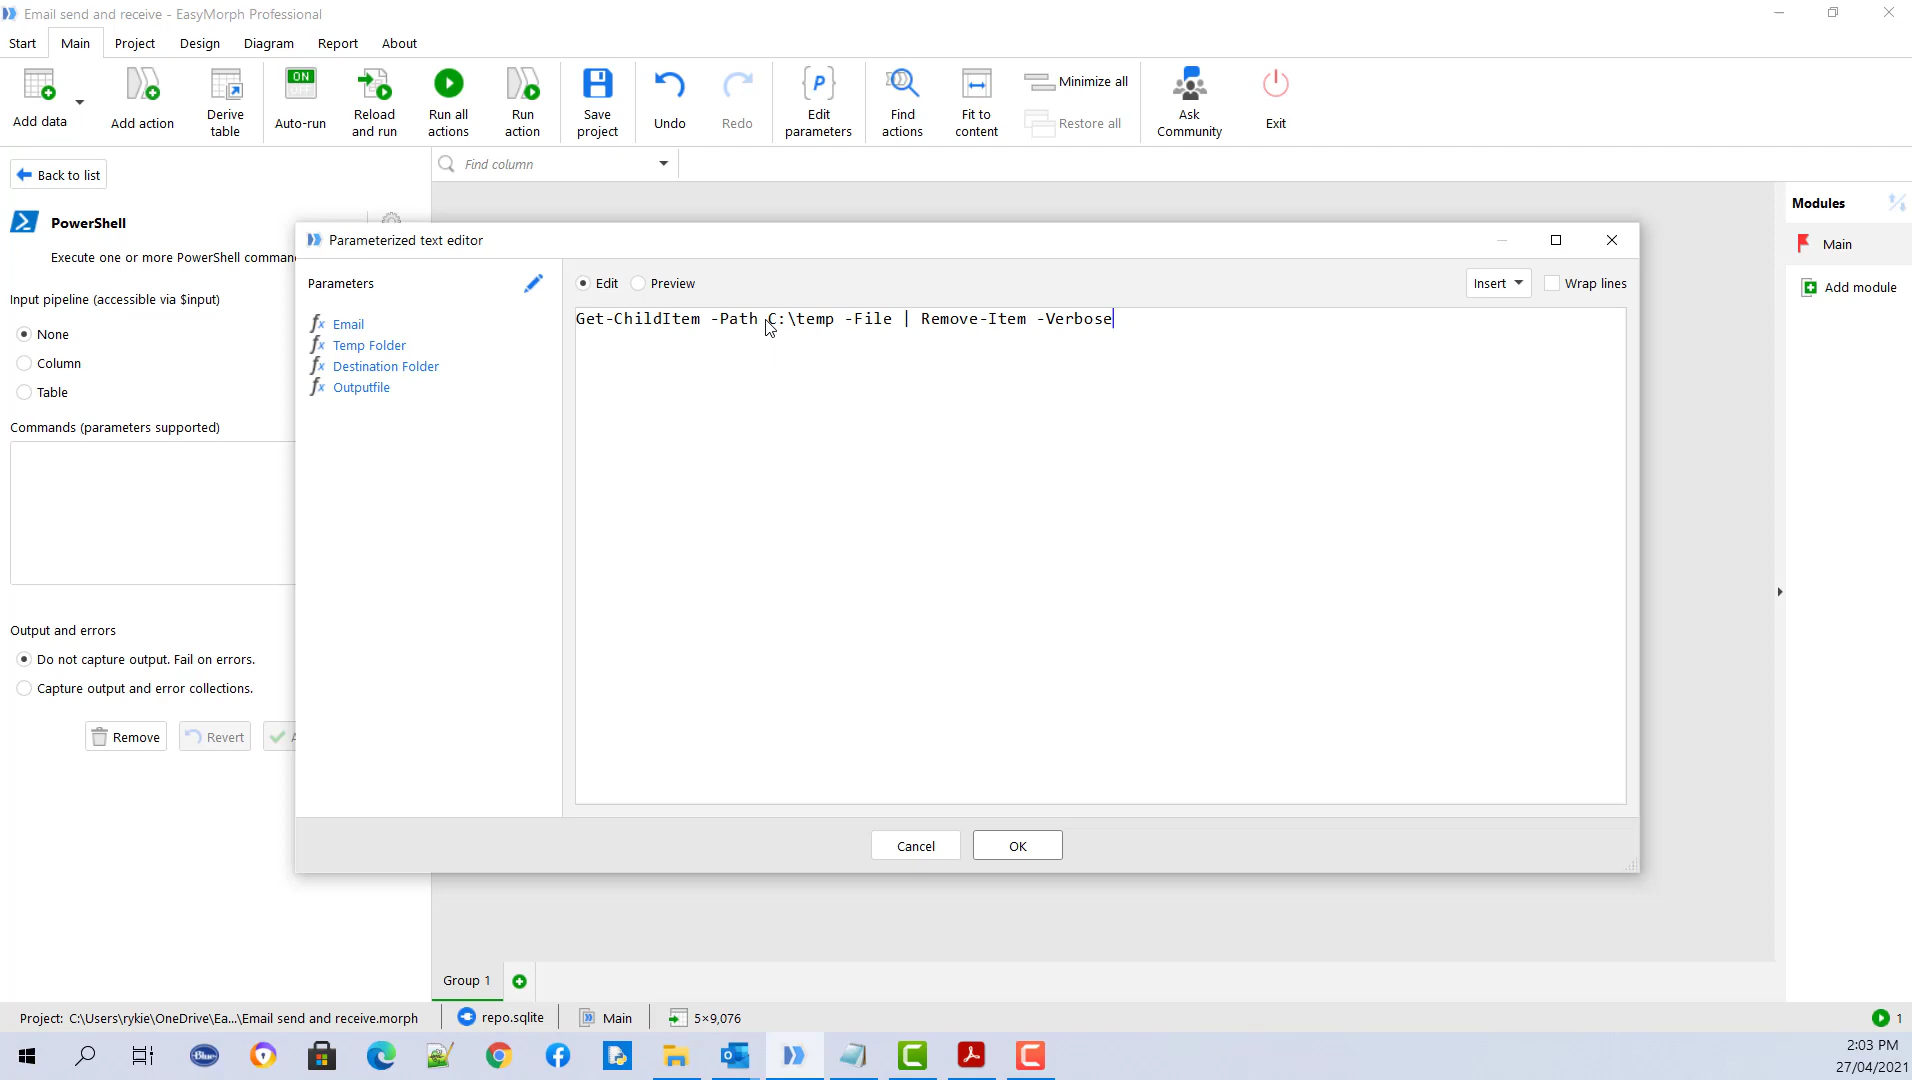 Email send and receive - EasyMorph Professional
Start Main Project Design Diagram Report About
Add data
Add action
Derive table
ON
OFF
Auto-run
Reload and run
Run all actions
Run action
Save project
Undo
Redo
P
Edit parameters
Find actions
Fit to content
Minimize all
Restore all
Ask Community
Exit
Back to list
Find column
PowerShell
Execute one or more PowerShell comman
Input pipeline (accessible via $input)
None
Column
Table
Commands (parameters supported)
Output and errors
Do not capture output. Fail on errors.
Capture output and error collections.
Remove
Revert
A
Parameterized text editor
Parameters
fx Email
fx Temp Folder
fx Destination Folder
fx Outputfile
Edit
Preview
Insert
Wrap lines
Get-ChildItem -Path C:\temp -File | Remove-Item -Verbose
Cancel
OK
Modules
Main
Add module
Group 1
Project: C:\Users\rykie\OneDrive\Ea...\Email send and receive.morph
repo.sqlite
Main
5×9,076
1
Blue
2:03 PM
27/04/2021